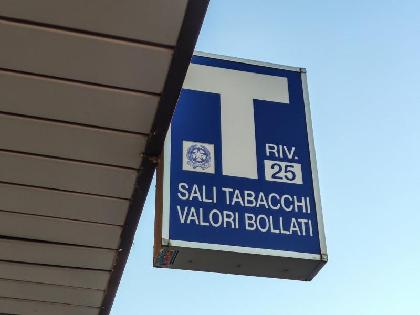 T
RIV.
25
SALI TABACCHI
VALORI BOLLATI